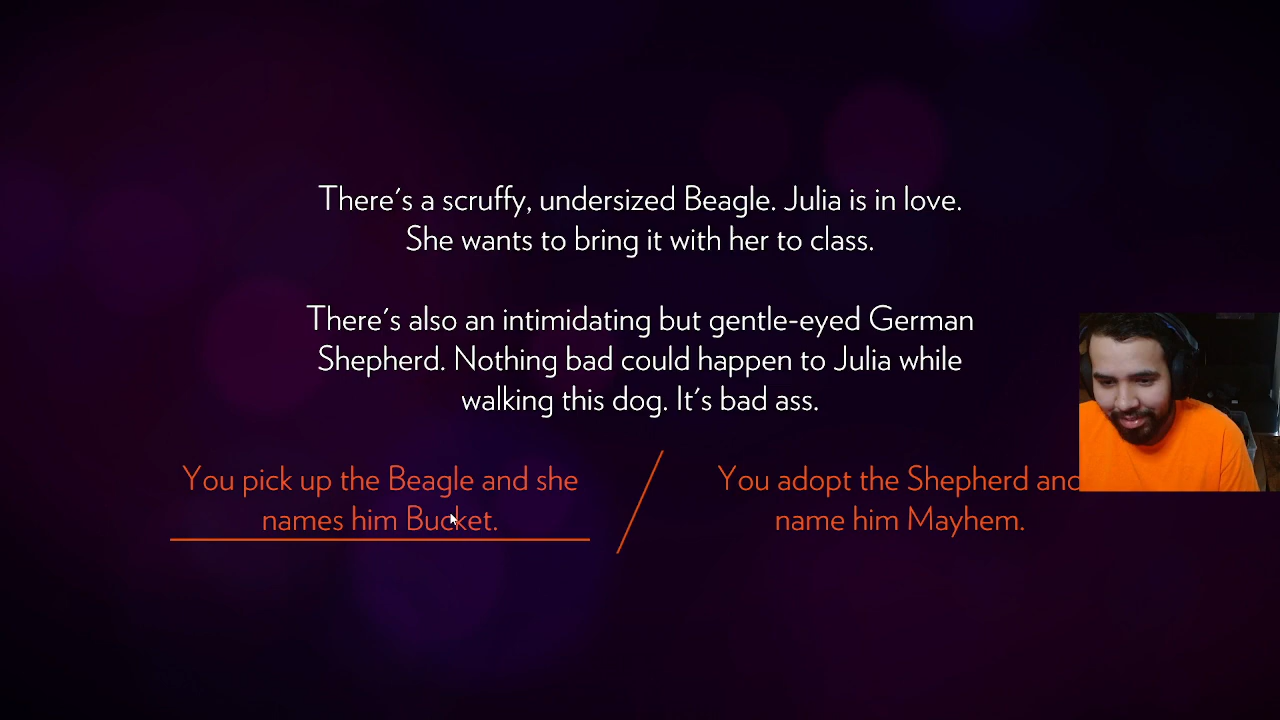 There's a scruffy, undersized Beagle. Julia is in love.
She wants to bring it with her to class.
There's also an intimidating but gentle-eyed German
Shepherd. Nothing bad could happen to Julia while
walking this dog. It's bad ass.
You pick up the Beagle and she
names him Bucket.
You adopt the Shepherd and
name him Mayhem.